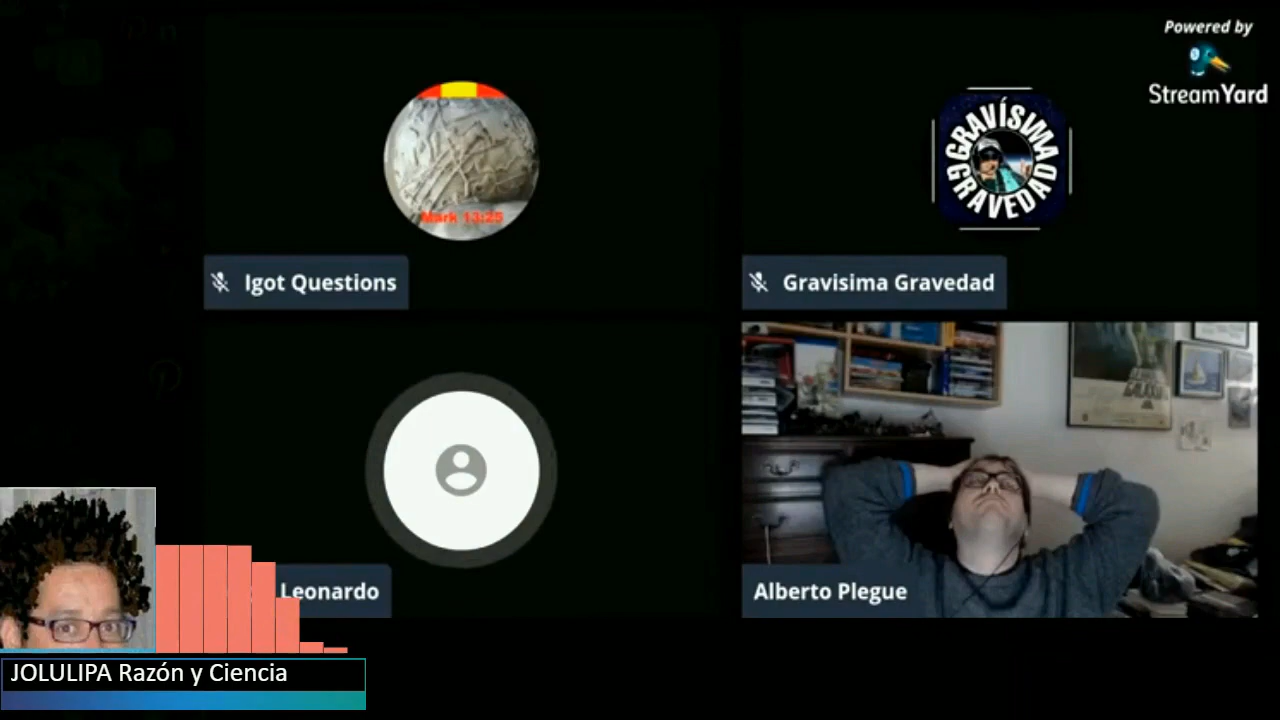 Powered by
StreamYard
Mark 13:25
GRAVÍSIMA
GRAVEDAD
Igot Questions
Gravisima Gravedad
Leonardo
Alberto Plegue
JOLULIPA Razón y Ciencia